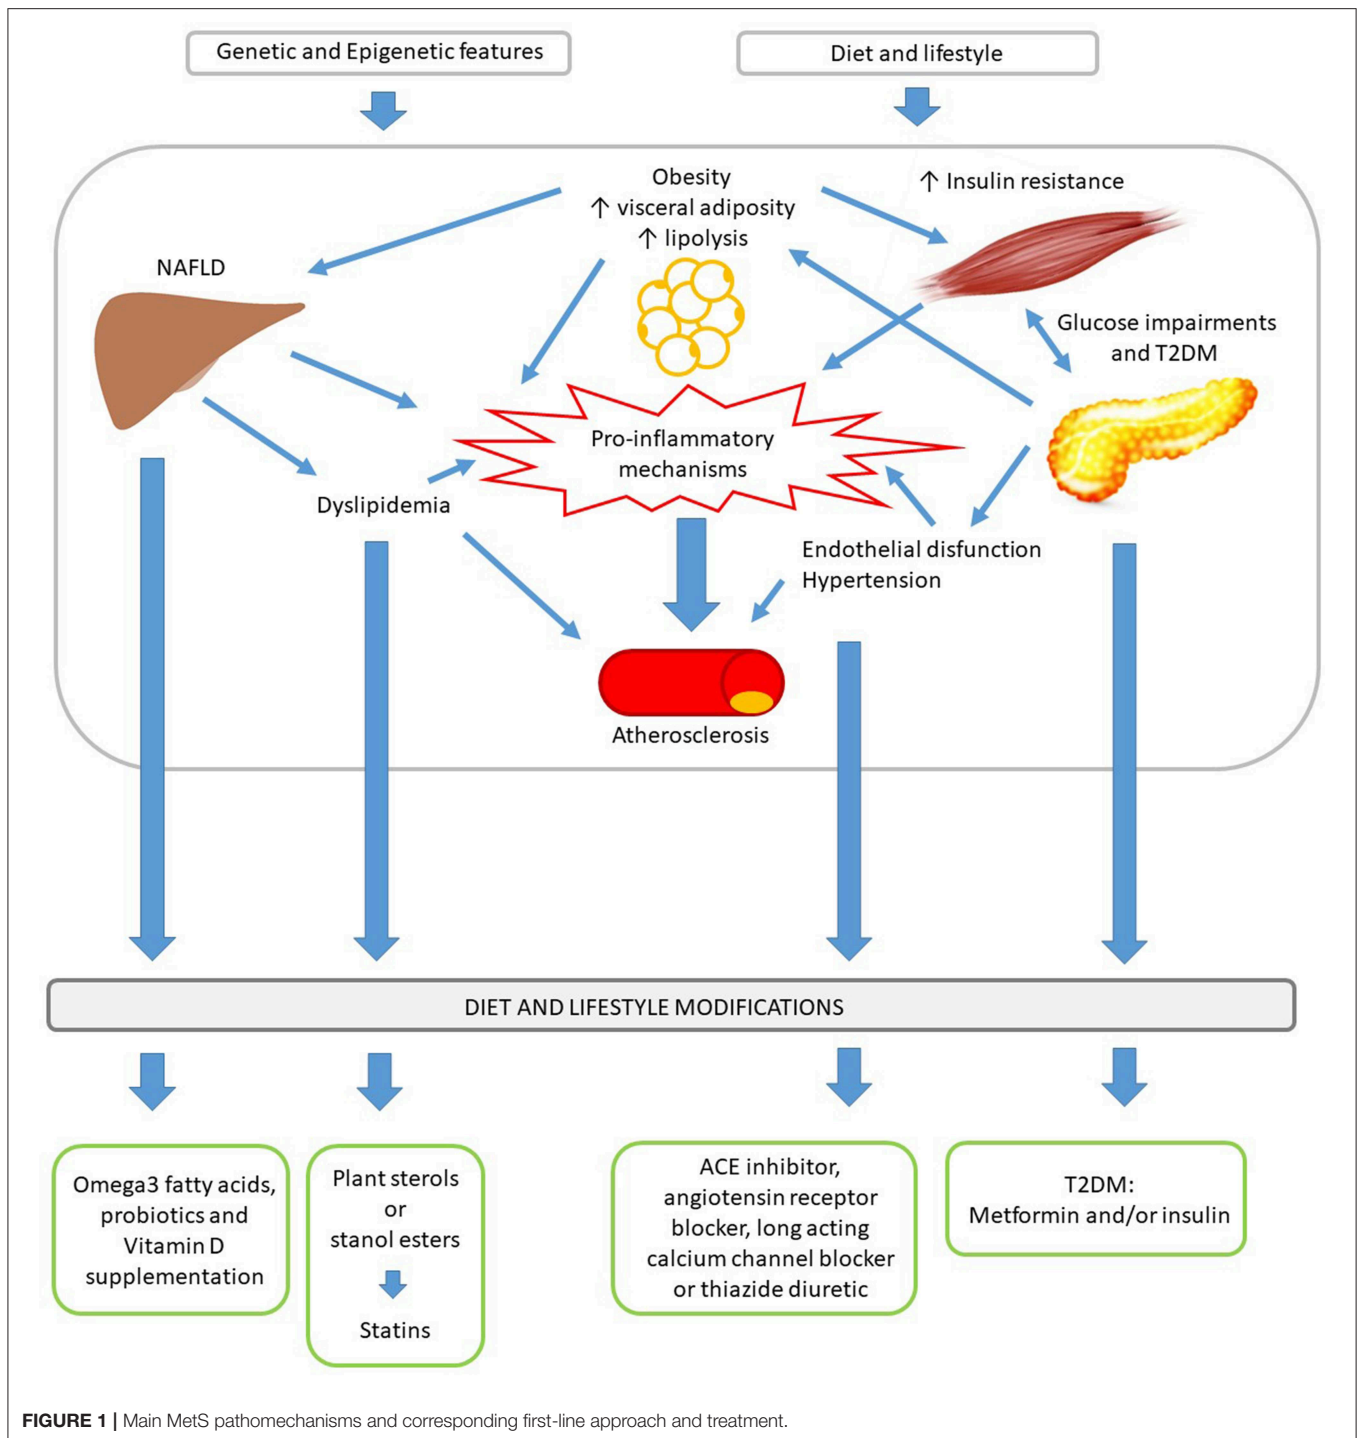 Genetic and Epigenetic features
Diet and lifestyle
Obesity
↑ visceral adiposity
↑ lipolysis
↑ Insulin resistance
NAFLD
Glucose impairments
and T2DM
Pro-inflammatory
mechanisms
Dyslipidemia
Endothelial disfunction
Hypertension
Atherosclerosis
DIET AND LIFESTYLE MODIFICATIONS
Omega3 fatty acids,
probiotics and
Vitamin D
supplementation
Plant sterols
or
stanol esters
Statins
ACE inhibitor,
angiotensin receptor
blocker, long acting
calcium channel blocker
or thiazide diuretic
T2DM:
Metformin and/or insulin
FIGURE 1 | Main MetS pathomechanisms and corresponding first-line approach and treatment.